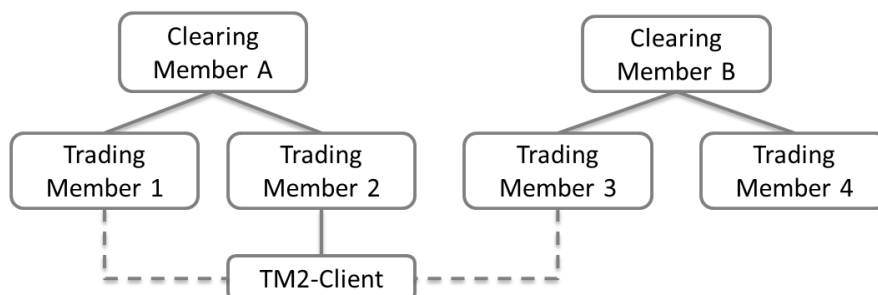 Clearing
Member A
Clearing
Member B
Trading
Member 1
Trading
Member 2
Trading
Member 3
Trading
Member 4
TM2-Client